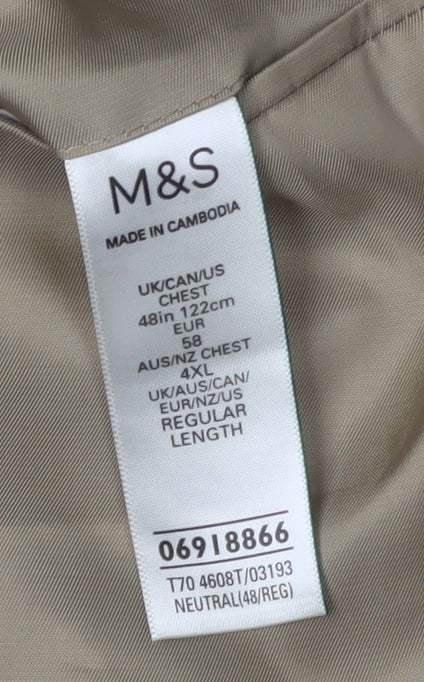 M&S
MADE IN CAMBODIA
UK/CAN/US
CHEST
48in 122cm
EUR
58
AUS/NZ CHEST
4XL
UK/AUS/CAN/
EUR/NZ/US
REGULAR
LENGTH
06918866
T70 4608T/03193
NEUTRAL(48/REG)